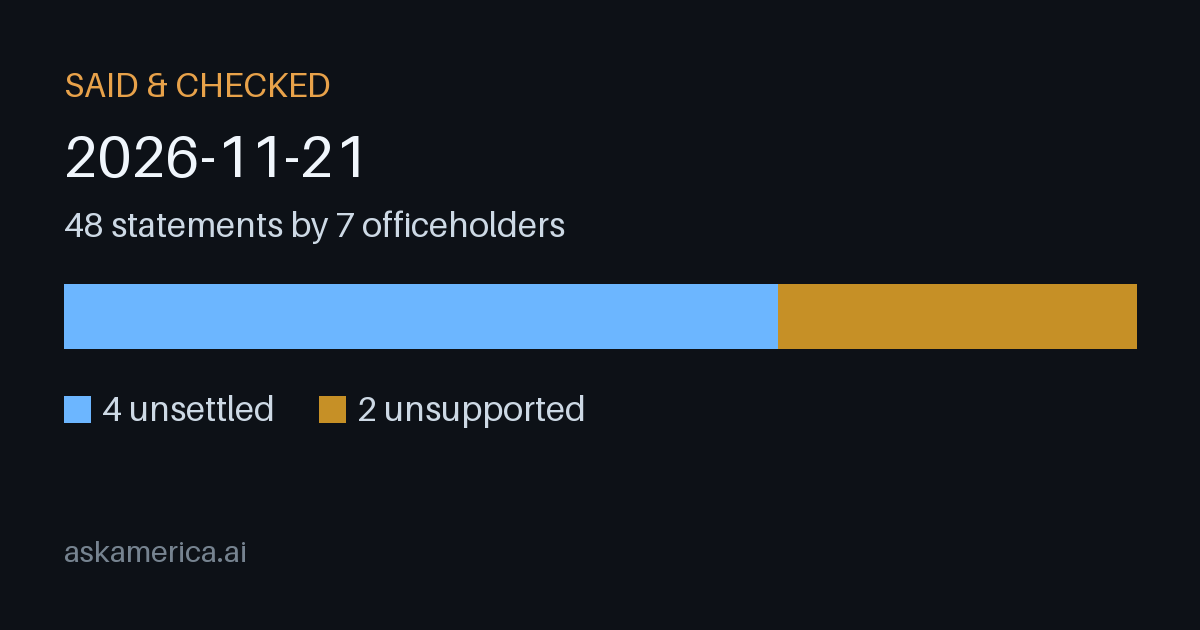 SAID & CHECKED
2026-11-21
48 statements by 7 officeholders
4 unsettled 2 unsupported
askamerica.ai